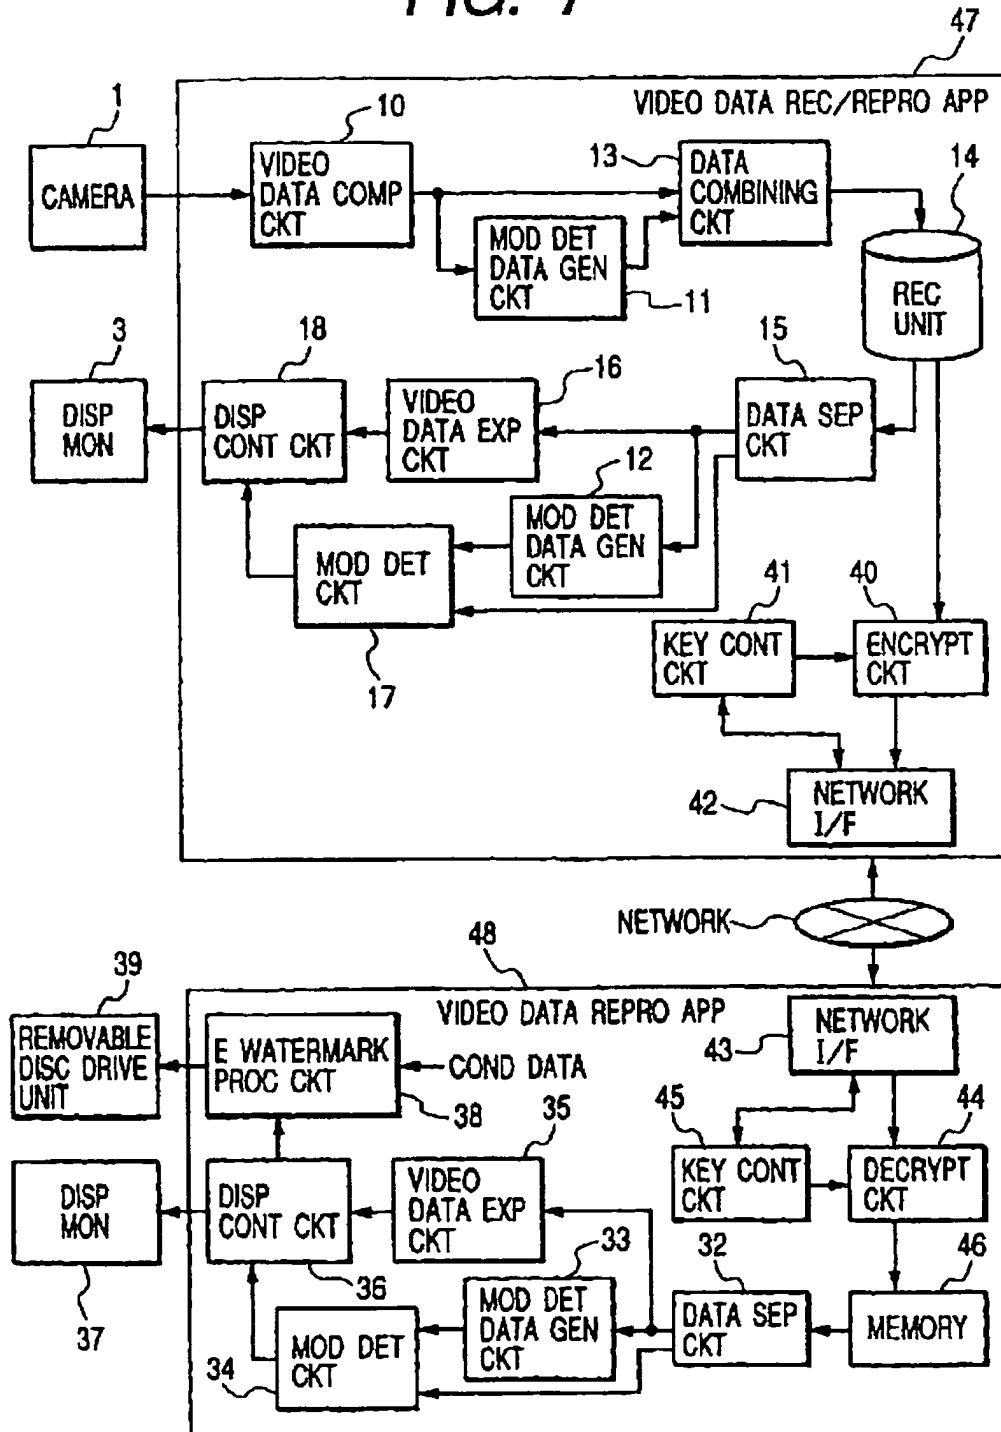 47
VIDEO DATA REC/REPRO APP
1
CAMERA
10
VIDEO
DATA COMP
CKT
13
DATA
COMBINING
CKT
14
REC
UNIT
MOD DET
DATA GEN
CKT
11
3
DISP
MON
18
DISP
CONT CKT
16
VIDEO
DATA EXP
CKT
15
DATA SEP
CKT
12
MOD DET
DATA GEN
CKT
MOD DET
CKT
17
41
KEY CONT
CKT
40
ENCRYPT
CKT
42
NETWORK
I/F
NETWORK
48
VIDEO DATA REPRO APP
39
REMOVABLE
DISC DRIVE
UNIT
E WATERMARK
PROC CKT
38
COND DATA
43
NETWORK
I/F
45
KEY CONT
CKT
44
DECRYPT
CKT
DISP
MON
37
DISP
CONT CKT
36
35
VIDEO
DATA EXP
CKT
33
MOD DET
DATA GEN
CKT
32
DATA SEP
CKT
46
MEMORY
MOD DET
CKT
34